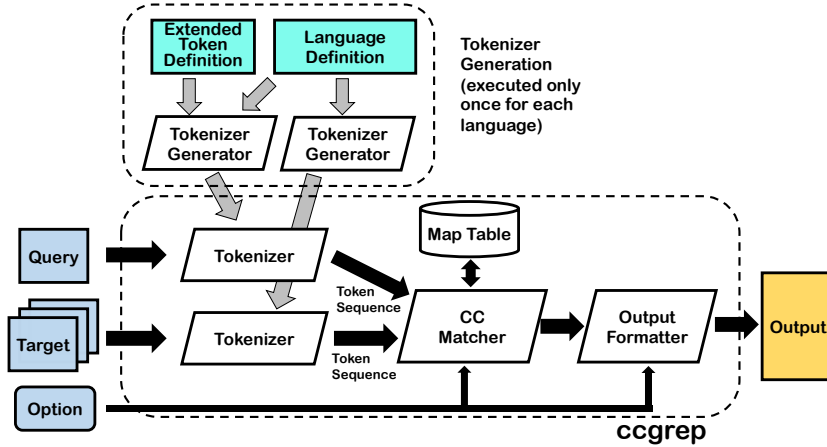 Extended
Token
Definition
Language
Definition
Tokenizer
Generation
(executed only
once for each
language)
Tokenizer
Generator
Tokenizer
Generator
Query
Tokenizer
Map Table
Token
Sequence
Target
Tokenizer
Token
Sequence
CC
Matcher
Output
Formatter
Output
Option
ccgrep